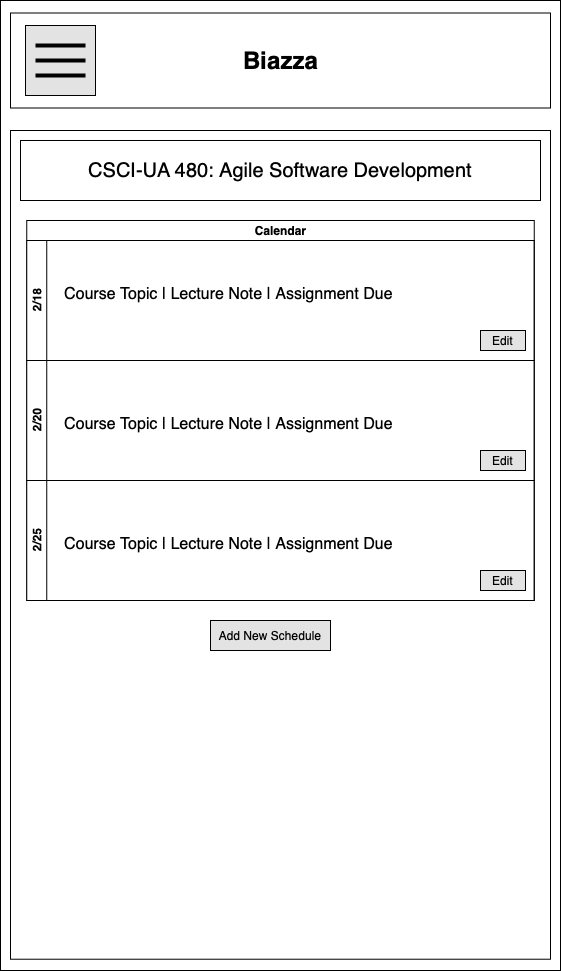 Biazza
CSCI-UA 480: Agile Software Development
Calendar
2/18
Course Topic | Lecture Note | Assignment Due
Edit
2/20
Course Topic | Lecture Note | Assignment Due
Edit
2/25
Course Topic | Lecture Note | Assignment Due
Edit
Add New Schedule